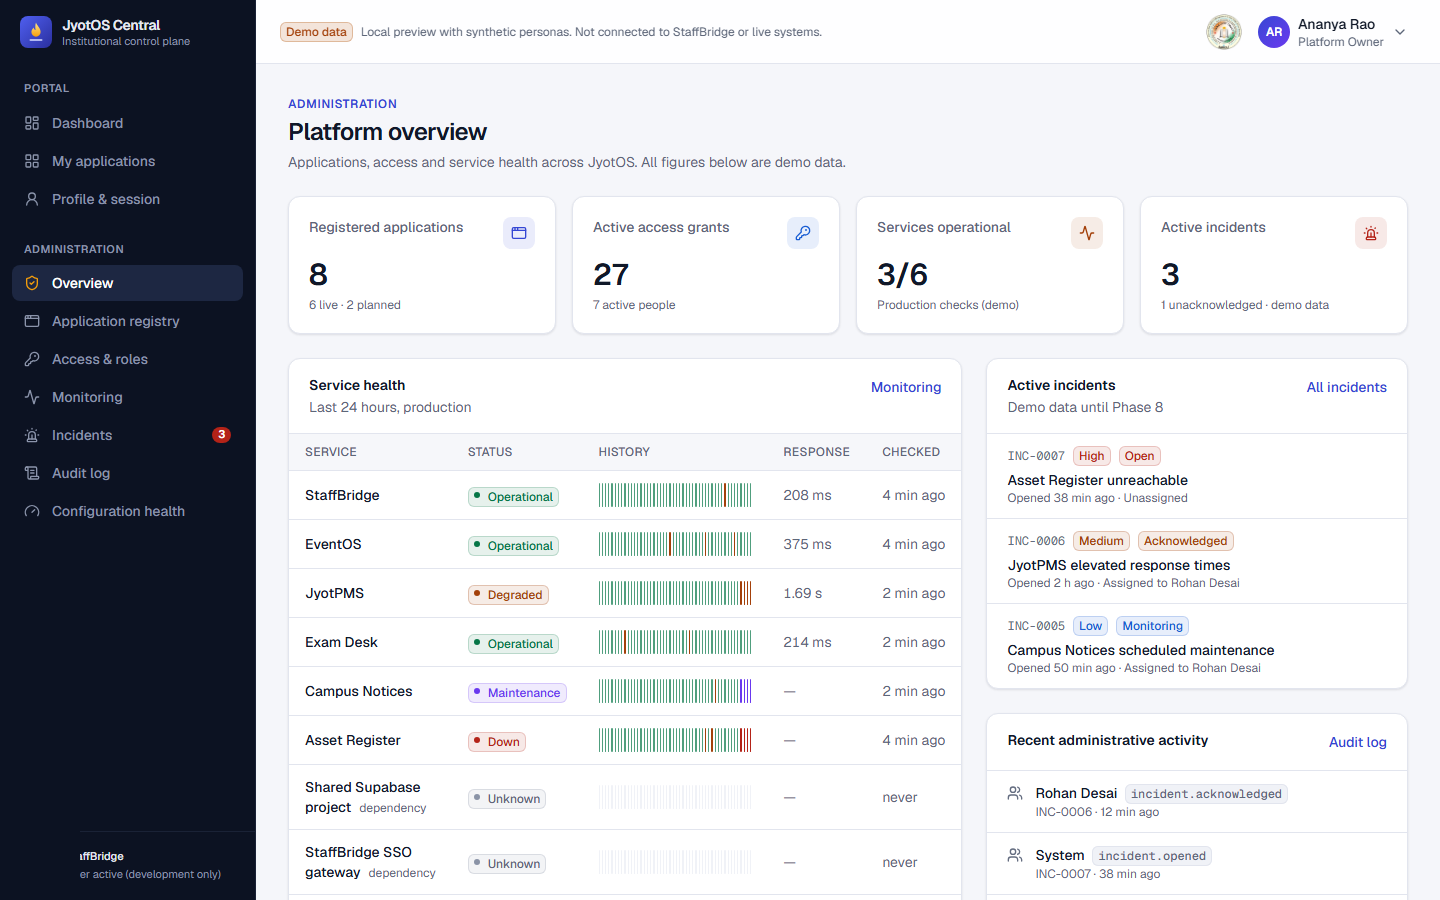 JyotOS Central
Institutional control plane
PORTAL
Dashboard
My applications
Profile & session
ADMINISTRATION
Overview
Application registry
Access & roles
Monitoring
Incidents 3
Audit log
Configuration health
affBridge
er active (development only)
Demo data Local preview with synthetic personas. Not connected to StaffBridge or live systems.
AR
Ananya Rao
Platform Owner
ADMINISTRATION
Platform overview
Applications, access and service health across JyotOS. All figures below are demo data.
Registered applications
8
6 live · 2 planned
Active access grants
27
7 active people
Services operational
3/6
Production checks (demo)
Active incidents
3
1 unacknowledged · demo data
Service health
Monitoring
Last 24 hours, production
SERVICE STATUS HISTORY RESPONSE CHECKED
StaffBridge Operational 208 ms 4 min ago
EventOS Operational 375 ms 4 min ago
JyotPMS Degraded 1.69 s 2 min ago
Exam Desk Operational 214 ms 2 min ago
Campus Notices Maintenance — 2 min ago
Asset Register Down — 4 min ago
Shared Supabase
project dependency Unknown — never
StaffBridge SSO
gateway dependency Unknown — never
Active incidents
All incidents
Demo data until Phase 8
INC-0007 High Open
Asset Register unreachable
Opened 38 min ago · Unassigned
INC-0006 Medium Acknowledged
JyotPMS elevated response times
Opened 2 h ago · Assigned to Rohan Desai
INC-0005 Low Monitoring
Campus Notices scheduled maintenance
Opened 50 min ago · Assigned to Rohan Desai
Recent administrative activity
Audit log
Rohan Desai incident.acknowledged
INC-0006 · 12 min ago
System incident.opened
INC-0007 · 38 min ago